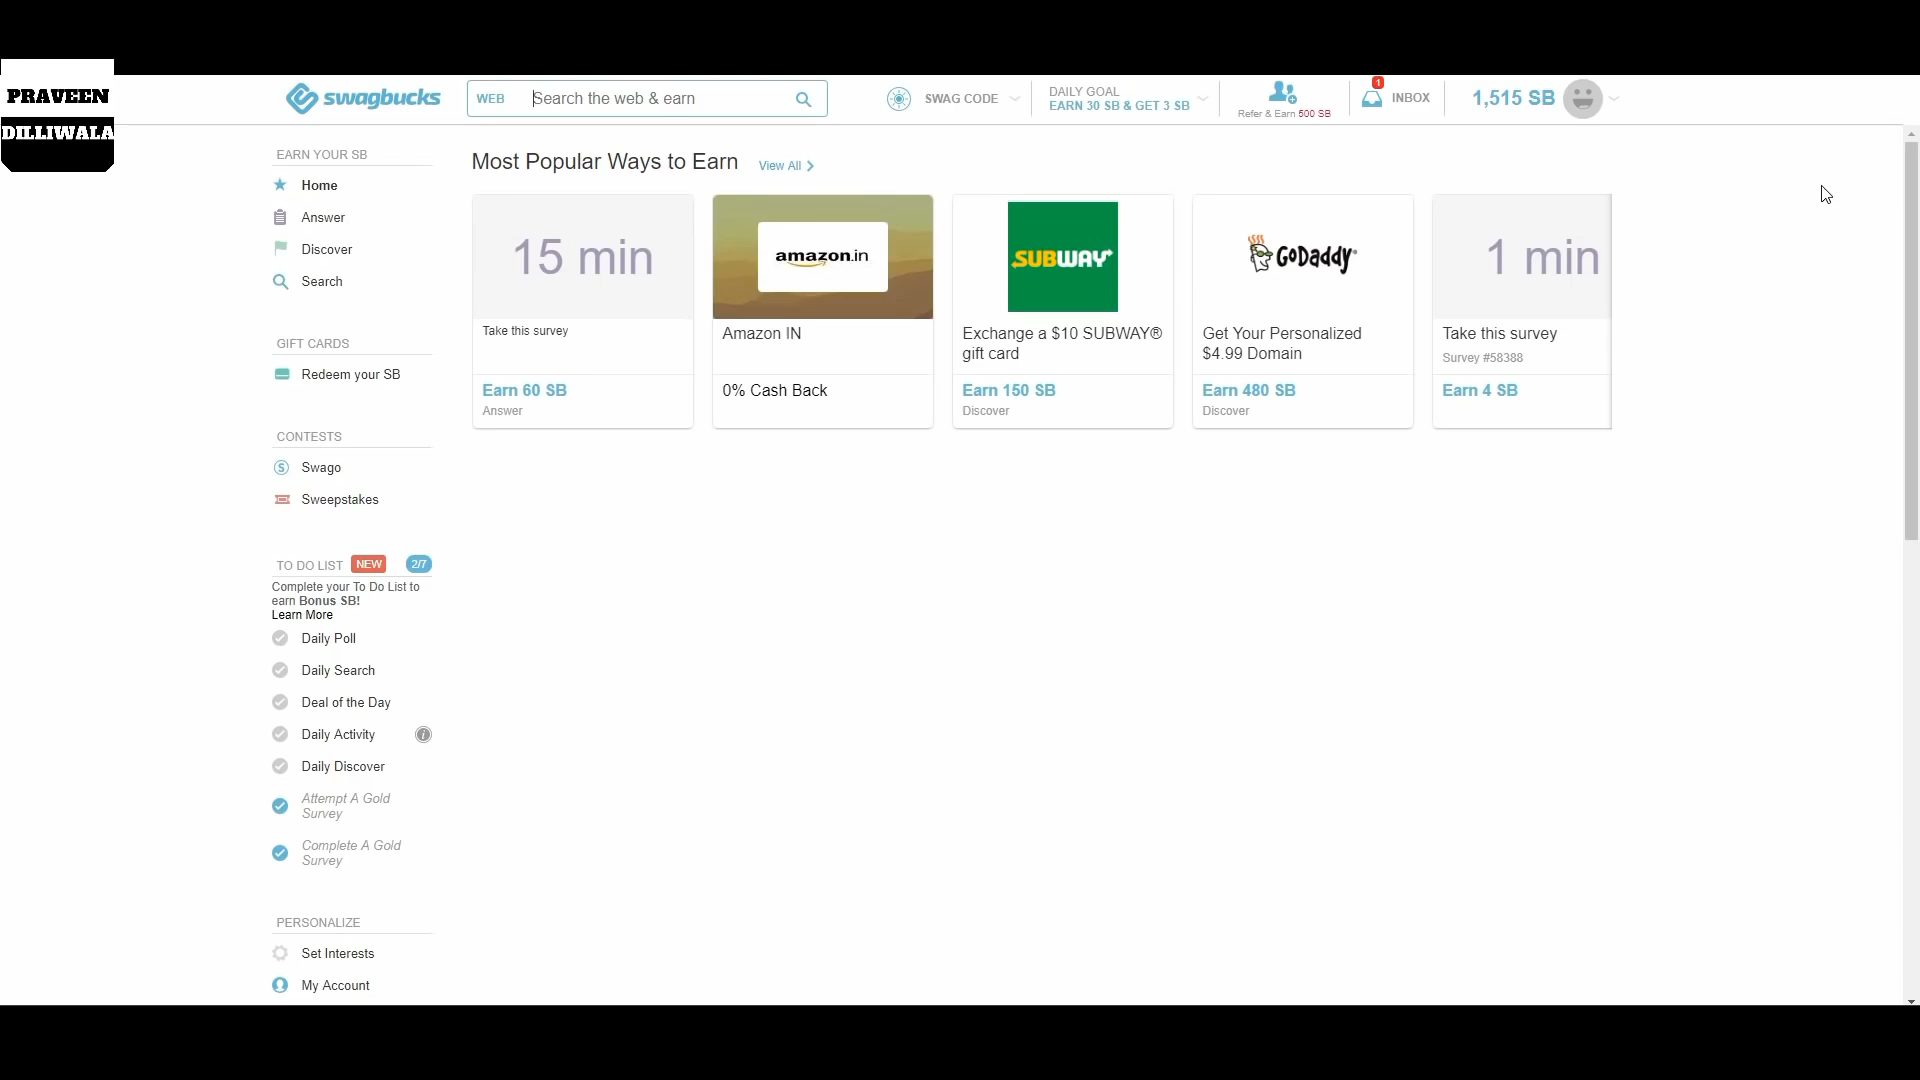 PRAVEEN
DILLIWALA
swagbucks
WEB
Search the web & earn
SWAG CODE
DAILY GOAL
EARN 30 SB & GET 3 SB
Refer & Earn 500 SB
1
INBOX
1,515 SB
EARN YOUR SB
Home
Answer
Discover
Search
GIFT CARDS
Redeem your SB
CONTESTS
Swago
Sweepstakes
TO DO LIST NEW 2/7
Complete your To Do List to
earn Bonus SB!
Learn More
Daily Poll
Daily Search
Deal of the Day
Daily Activity
Daily Discover
Attempt A Gold
Survey
Complete A Gold
Survey
PERSONALIZE
Set Interests
My Account
Most Popular Ways to Earn View All
15 min
Take this survey
Earn 60 SB
Answer
amazon.in
Amazon IN
0% Cash Back
SUBWAY
Exchange a $10 SUBWAY®
gift card
Earn 150 SB
Discover
GoDaddy
Get Your Personalized
$4.99 Domain
Earn 480 SB
Discover
1 min
Take this survey
Survey #58388
Earn 4 SB